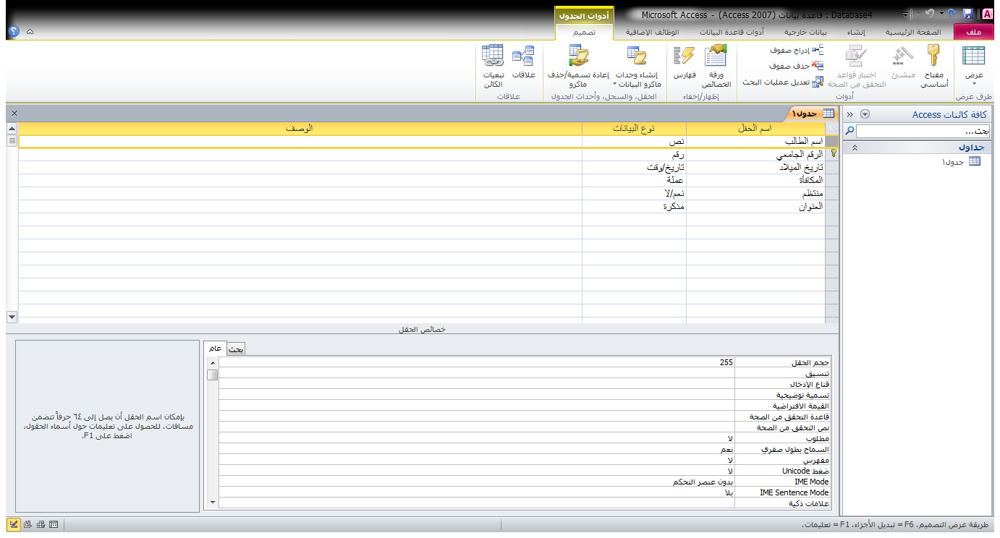 Database4 : قاعدة بيانات (Access 2007) - Microsoft Access
أدوات الجدول
ملف
الصفحة الرئيسية
إنشاء
بيانات خارجية
أدوات قاعدة البيانات
الوظائف الإضافية
تصميم
عرض
طرق عرض
مفتاح أساسي
منشئ
اختبار قواعد التحقق من الصحة
إدراج صفوف
حذف صفوف
تعديل عمليات البحث
أدوات
ورقة الخصائص
فهارس
إظهار/إخفاء
إنشاء وحدات ماكرو البيانات
إعادة تسمية/حذف ماكرو
الحقل، والسجل، وأحداث الجدول
علاقات
تبعيات الكائن
علاقات
كافة كائنات Access
بحث...
جداول
جدول١
جدول١
اسم الحقل نوع البيانات الوصف
اسم الطالب نص
الرقم الجامعي رقم
تاريخ الميلاد تاريخ/وقت
المكافأة عملة
منتظم نعم/لا
العنوان مذكرة
خصائص الحقل
عام بحث
حجم الحقل 255
تنسيق
قناع الإدخال
تسمية توضيحية
القيمة الافتراضية
قاعدة التحقق من الصحة
نص التحقق من الصحة
مطلوب لا
السماح بطول صفري نعم
مفهرس لا
ضغط Unicode لا
IME Mode بدون عنصر التحكم
IME Sentence Mode بلا
علامات ذكية
بإمكان اسم الحقل أن يصل إلى ٦٤ حرفاً تتضمن
مسافات. للحصول على تعليمات حول أسماء الحقول،
اضغط على F1.
طريقة عرض التصميم. F6 = تبديل الأجزاء. F1 = تعليمات.